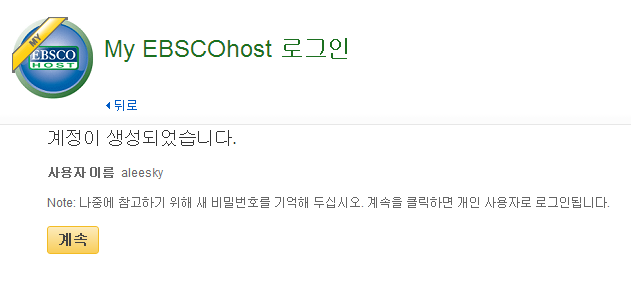 MY
EBSCO
HOST
My EBSCOhost 로그인
뒤로
계정이 생성되었습니다.
사용자 이름 aleesky
Note: 나중에 참고하기 위해 새 비밀번호를 기억해 두십시오. 계속을 클릭하면 개인 사용자로 로그인됩니다.
계속